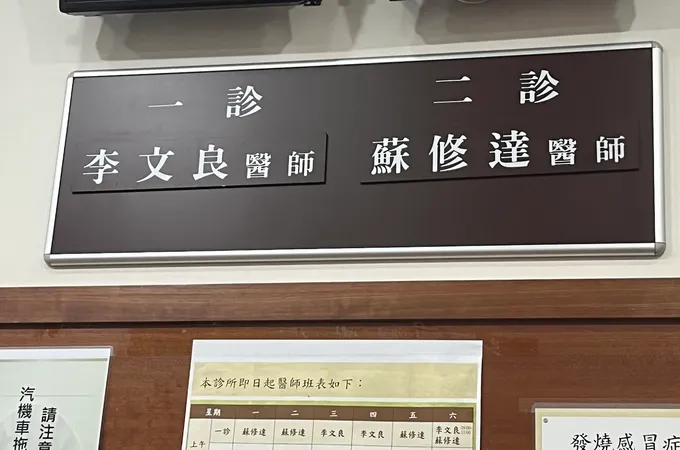 一診 二診
李文良醫師 蘇修達醫師
請注意
汽機車拖
本診所即日起醫師班表如下：
星期 一 二 三 四 五 六
上午 一診 蘇修達 蘇修達 李文良 李文良 蘇修達 李文良
蘇修達
發燒感冒症